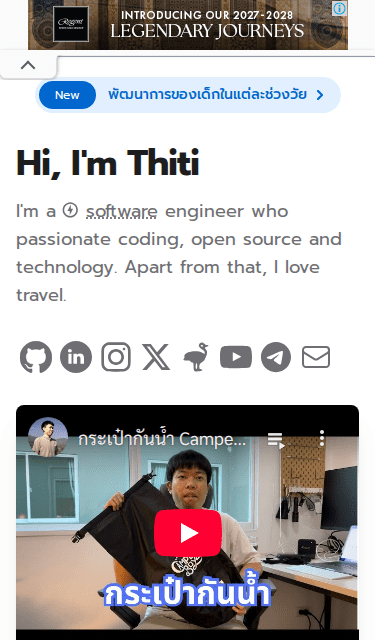 INTRODUCING OUR 2027-2028
LEGENDARY JOURNEYS
New
พัฒนาการของเด็กในแต่ละช่วงวัย
Hi, I'm Thiti
I'm a software engineer who
passionate coding, open source and
technology. Apart from that, I love
travel.
กระเป๋ากันน้ำ Campe...
กระเป๋ากันน้ำ